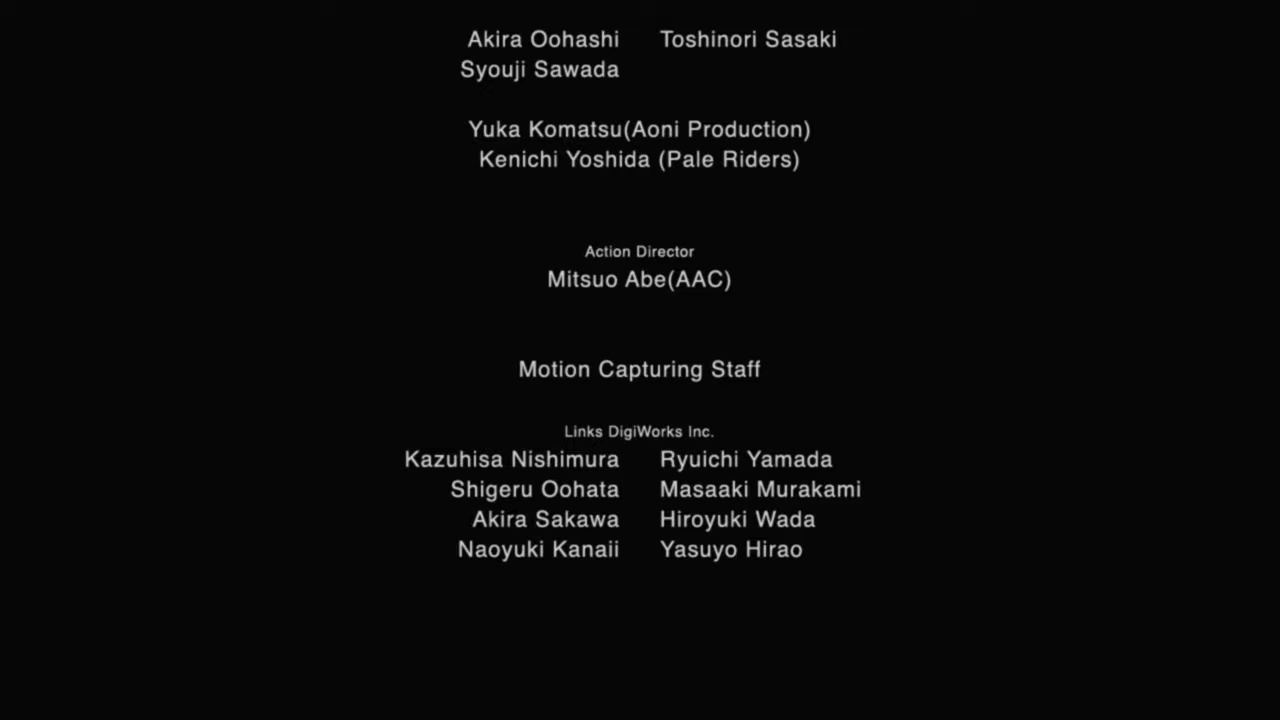 Akira Oohashi Toshinori Sasaki
Syouji Sawada
Yuka Komatsu(Aoni Production)
Kenichi Yoshida (Pale Riders)
Action Director
Mitsuo Abe(AAC)
Motion Capturing Staff
Links DigiWorks Inc.
Kazuhisa Nishimura Ryuichi Yamada
Shigeru Oohata Masaaki Murakami
Akira Sakawa Hiroyuki Wada
Naoyuki Kanaii Yasuyo Hirao